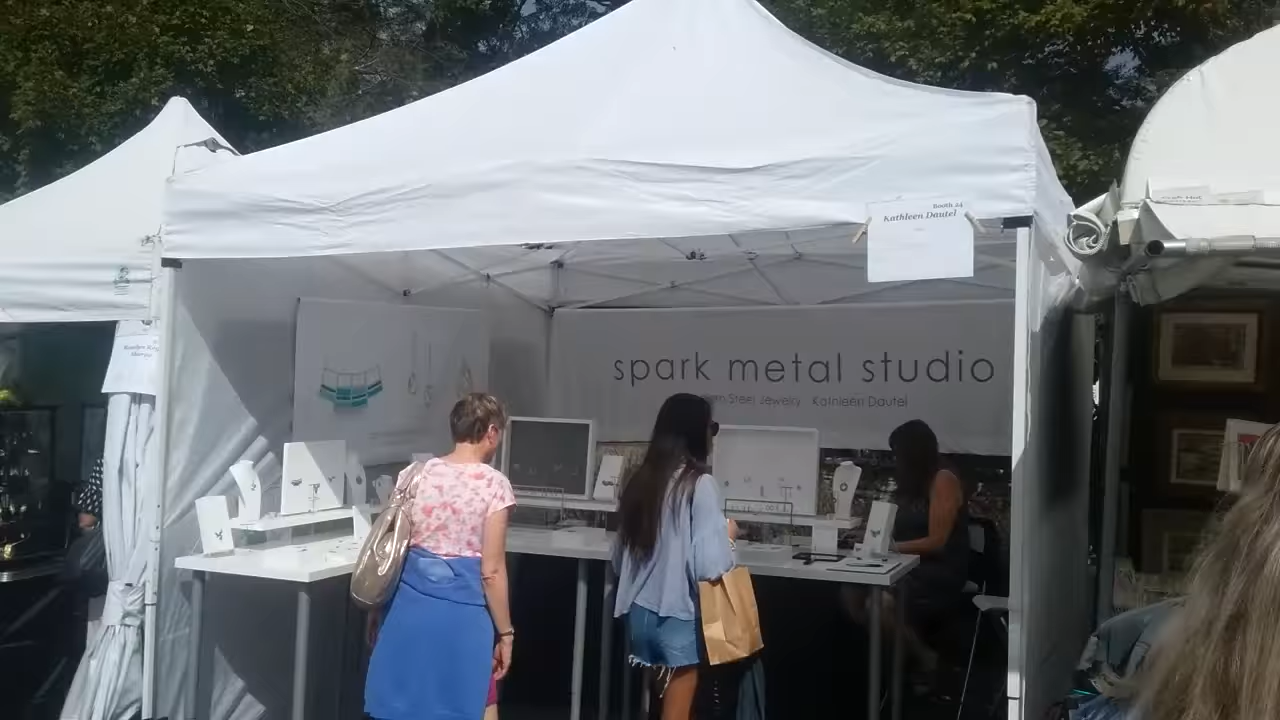 Booth 24
Kathleen Dautel
spark metal studio
Steel Jewelry Kathleen Dautel